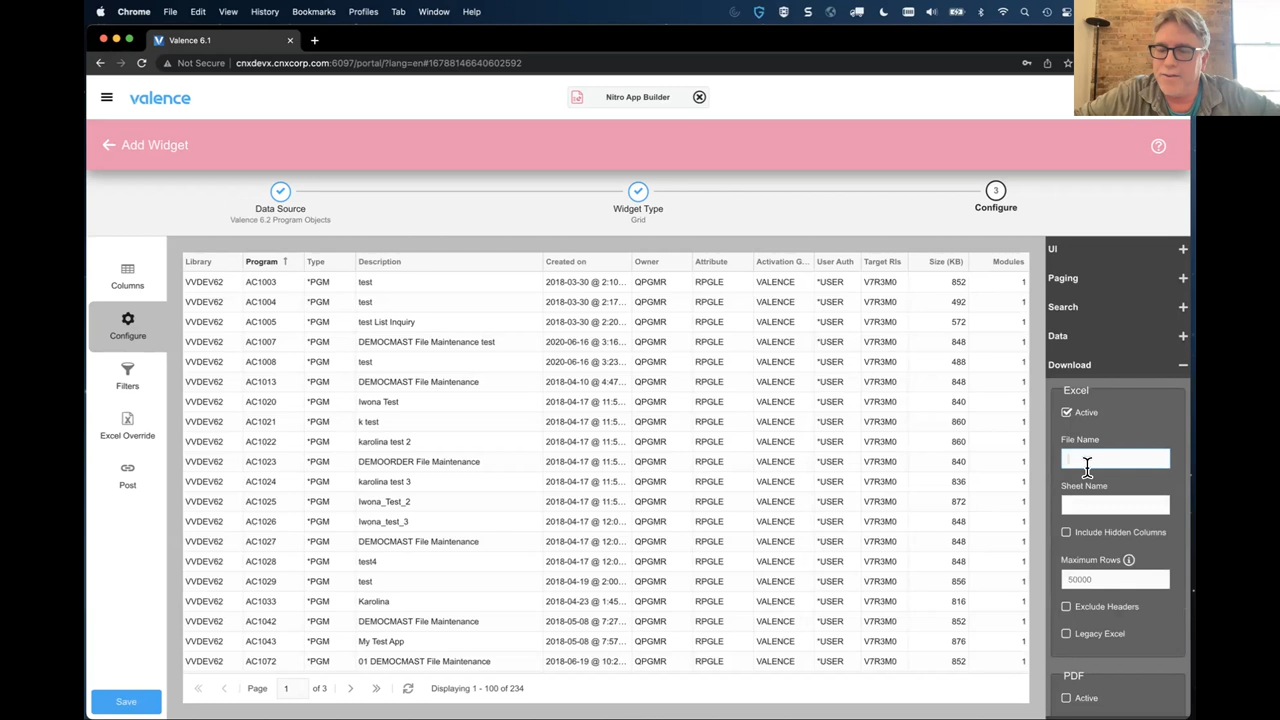 Chrome File Edit View History Bookmarks Profiles Tab Window Help
Valence 6.1
Not Secure cnxdevx.cnxcorp.com:6097/portal/?lang=en#16788146640602592
valence
Nitro App Builder
Add Widget
Data Source
Valence 6.2 Program Objects
Widget Type
Grid
3
Configure
Columns
Configure
Filters
Excel Override
Post
Save
Library Program Type Description Created on Owner Attribute Activation G... User Auth Target Rls Size (KB) Modules
VVDEV62 AC1003 *PGM test 2018-03-30 @ 2:10... QPGMR RPGLE VALENCE *USER V7R3M0 852 1
VVDEV62 AC1004 *PGM test 2018-03-30 @ 2:17... QPGMR RPGLE VALENCE *USER V7R3M0 492 1
VVDEV62 AC1005 *PGM test List Inquiry 2018-03-30 @ 2:20... QPGMR RPGLE VALENCE *USER V7R3M0 572 1
VVDEV62 AC1007 *PGM DEMOCMAST File Maintenance test 2020-06-16 @ 3:16... QPGMR RPGLE VALENCE *USER V7R3M0 848 1
VVDEV62 AC1008 *PGM test 2020-06-16 @ 3:23... QPGMR RPGLE VALENCE *USER V7R3M0 488 1
VVDEV62 AC1013 *PGM DEMOCMAST File Maintenance 2018-04-10 @ 4:47... QPGMR RPGLE VALENCE *USER V7R3M0 848 1
VVDEV62 AC1020 *PGM Iwona Test 2018-04-17 @ 11:5... QPGMR RPGLE VALENCE *USER V7R3M0 840 1
VVDEV62 AC1021 *PGM k test 2018-04-17 @ 11:5... QPGMR RPGLE VALENCE *USER V7R3M0 860 1
VVDEV62 AC1022 *PGM karolina test 2 2018-04-17 @ 11:5... QPGMR RPGLE VALENCE *USER V7R3M0 860 1
VVDEV62 AC1023 *PGM DEMOORDER File Maintenance 2018-04-17 @ 11:5... QPGMR RPGLE VALENCE *USER V7R3M0 840 1
VVDEV62 AC1024 *PGM karolina test 3 2018-04-17 @ 11:5... QPGMR RPGLE VALENCE *USER V7R3M0 836 1
VVDEV62 AC1025 *PGM Iwona_Test_2 2018-04-17 @ 11:5... QPGMR RPGLE VALENCE *USER V7R3M0 872 1
VVDEV62 AC1026 *PGM Iwona_test_3 2018-04-17 @ 11:5... QPGMR RPGLE VALENCE *USER V7R3M0 848 1
VVDEV62 AC1027 *PGM DEMOCMAST File Maintenance 2018-04-17 @ 12:0... QPGMR RPGLE VALENCE *USER V7R3M0 848 1
VVDEV62 AC1028 *PGM test4 2018-04-17 @ 12:0... QPGMR RPGLE VALENCE *USER V7R3M0 848 1
VVDEV62 AC1029 *PGM test 2018-04-19 @ 2:00... QPGMR RPGLE VALENCE *USER V7R3M0 856 1
VVDEV62 AC1033 *PGM Karolina 2018-04-23 @ 1:45... QPGMR RPGLE VALENCE *USER V7R3M0 816 1
VVDEV62 AC1042 *PGM DEMOCMAST File Maintenance 2018-05-08 @ 7:27... QPGMR RPGLE VALENCE *USER V7R3M0 852 1
VVDEV62 AC1043 *PGM My Test App 2018-05-08 @ 7:57... QPGMR RPGLE VALENCE *USER V7R3M0 876 1
VVDEV62 AC1072 *PGM 01 DEMOCMAST File Maintenance 2018-06-19 @ 10:2... QPGMR RPGLE VALENCE *USER V7R3M0 852 1
Page 1 of 3 Displaying 1 - 100 of 234
UI
Paging
Search
Data
Download
Excel
Active
File Name
Sheet Name
Include Hidden Columns
Maximum Rows
50000
Exclude Headers
Legacy Excel
PDF
Active